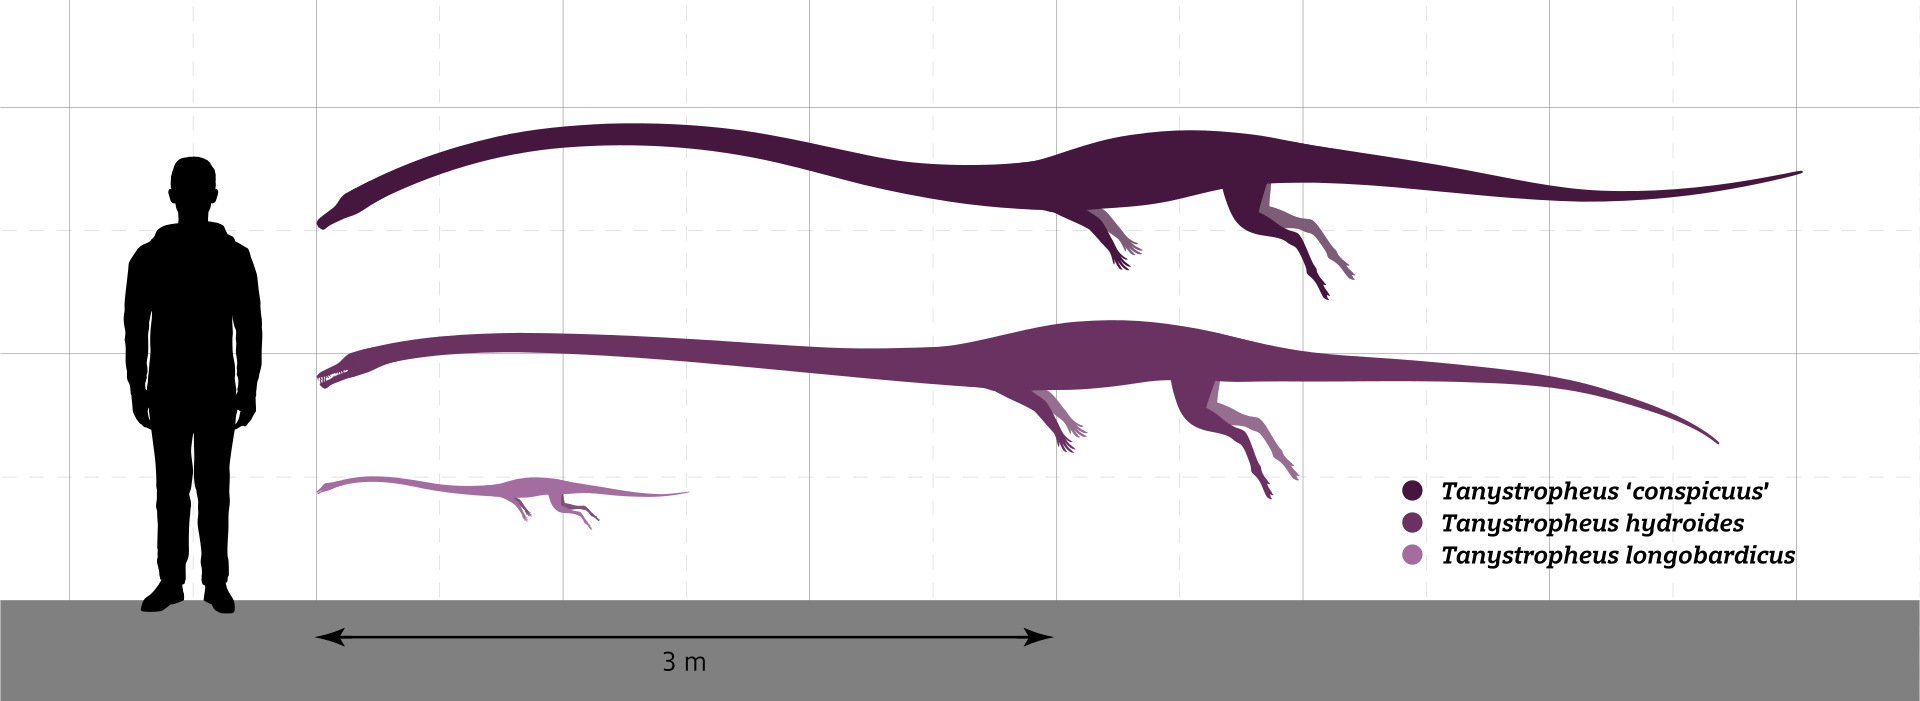 Tanystropheus ‘conspicuus’
Tanystropheus hydroides
Tanystropheus longobardicus
3 m